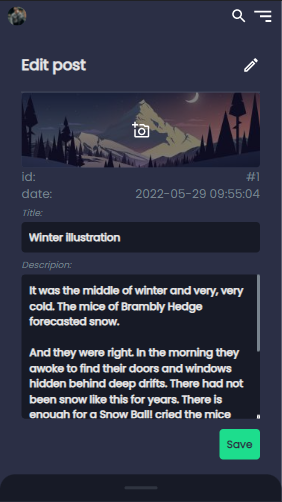 Edit post
id: #1
date: 2022-05-29 09:55:04
Title:
Winter illustration
Descripion:
It was the middle of winter and very, very
cold. The mice of Brambly Hedge
forecasted snow.
And they were right. In the morning they
awoke to find their doors and windows
hidden behind deep drifts. There had not
been snow like this for years. There is
enough for a Snow Ball! cried the mice
Save